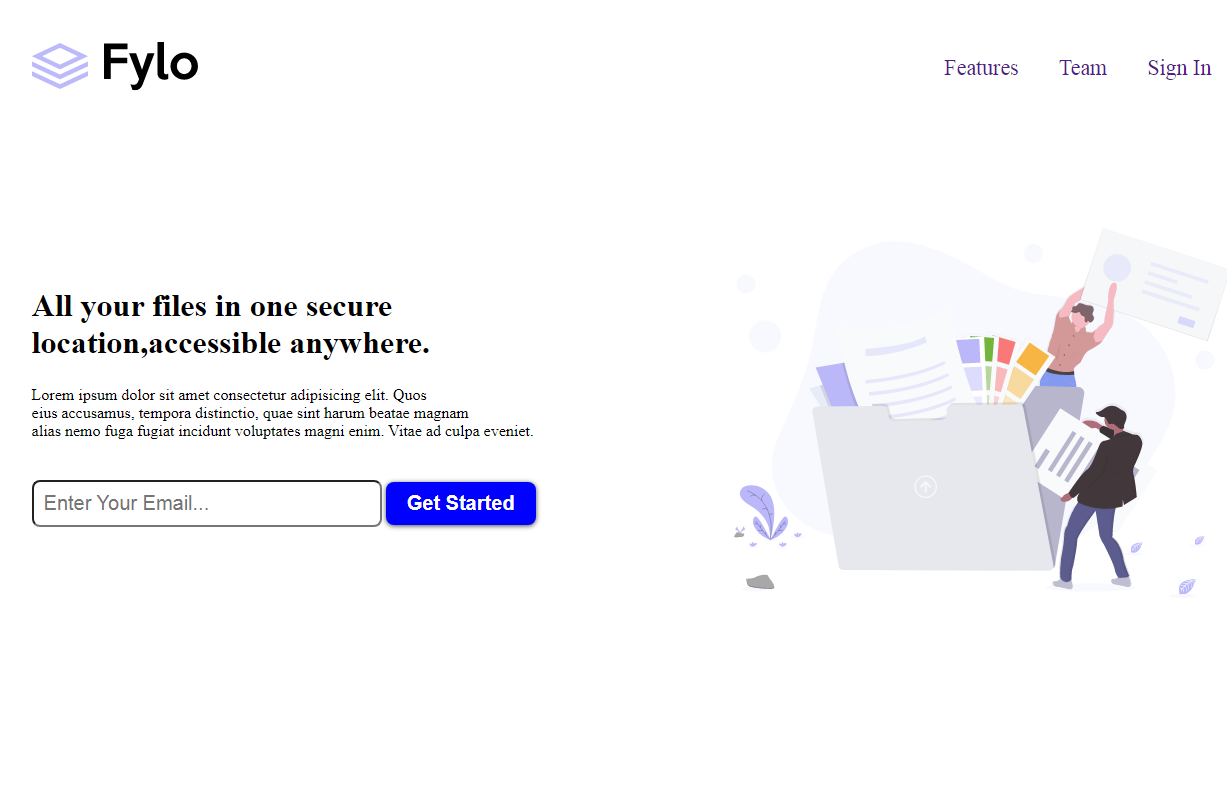 Fylo
Features Team Sign In
All your files in one secure
location,accessible anywhere.
Lorem ipsum dolor sit amet consectetur adipisicing elit. Quos
eius accusamus, tempora distinctio, quae sint harum beatae magnam
alias nemo fuga fugiat incidunt voluptates magni enim. Vitae ad culpa eveniet.
Enter Your Email... Get Started